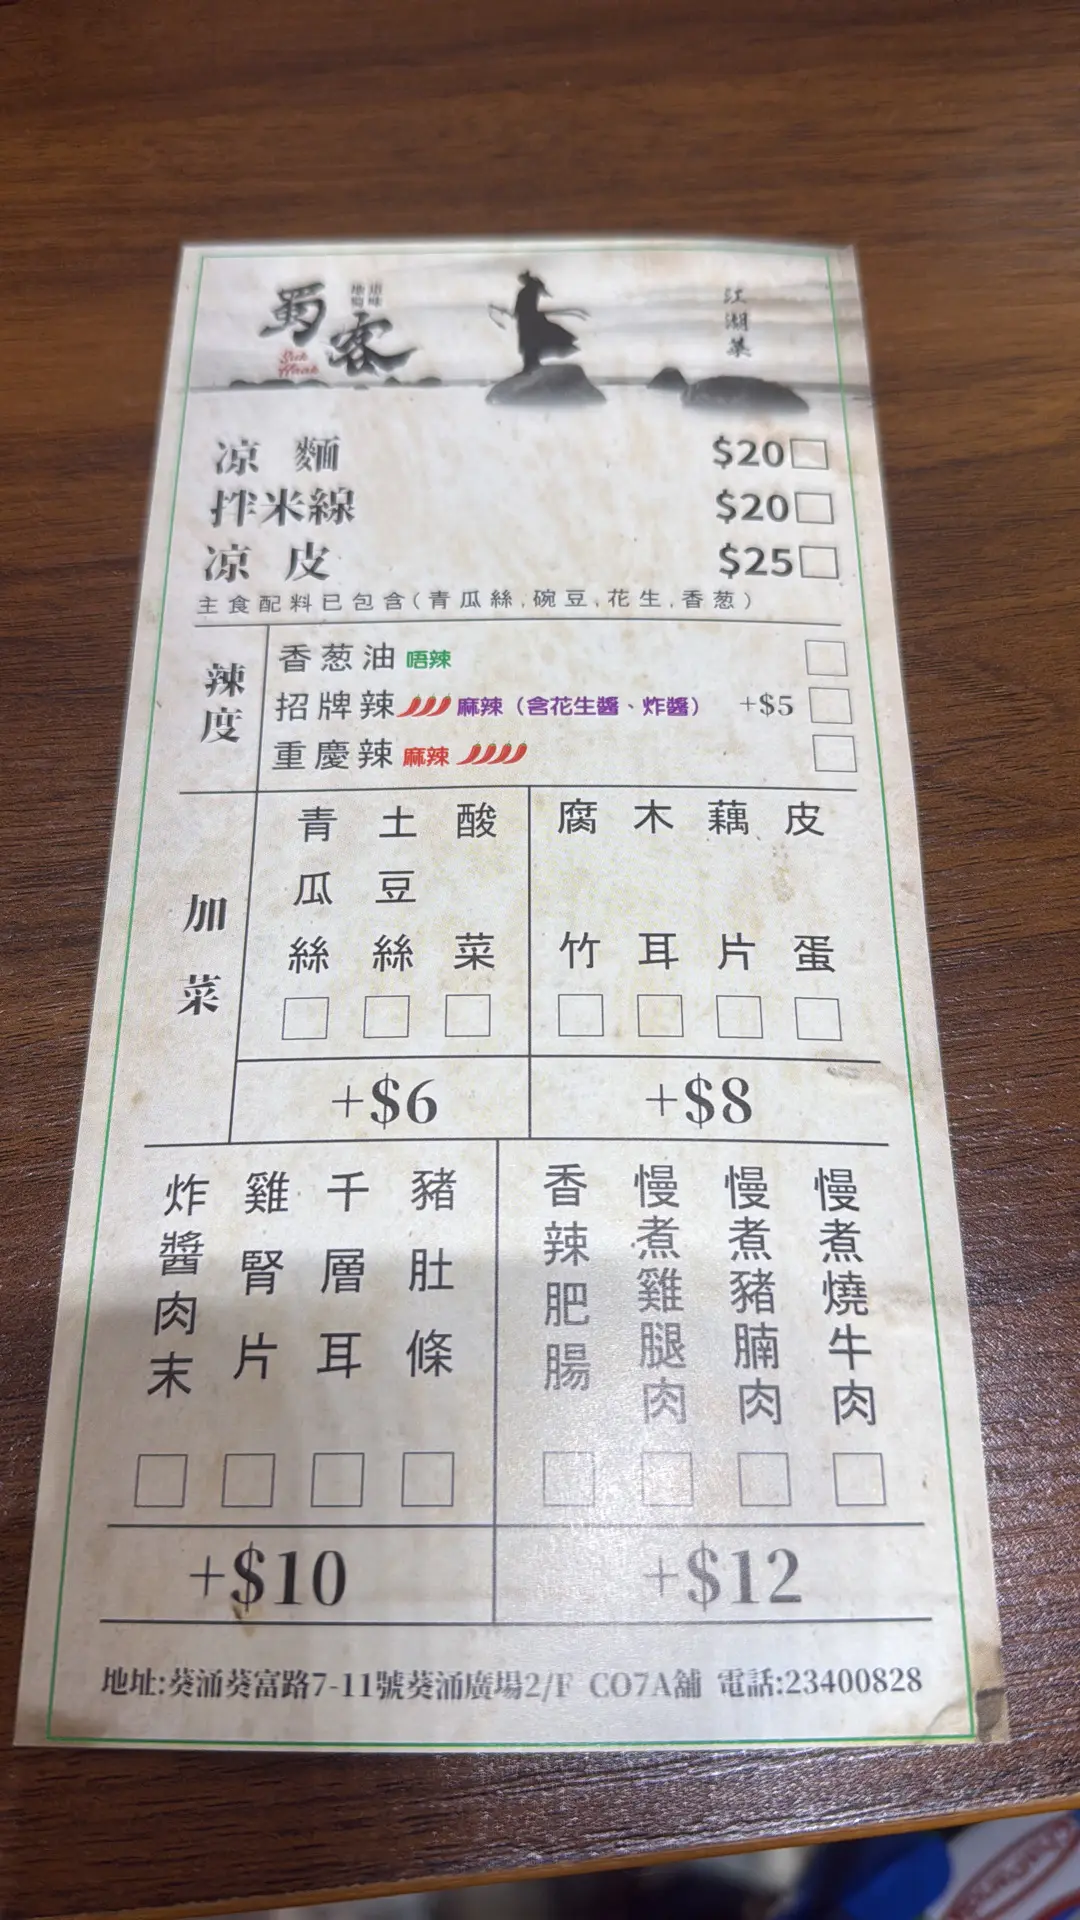 地道
蜀味
蜀客
Suk
Haak
江湖菜
凉麵 $20
拌米線 $20
凉皮 $25
主食配料已包含(青瓜絲,碗豆,花生,香葱)
辣度
香葱油 唔辣
招牌辣 麻辣（含花生醬、炸醬） +$5
重慶辣 麻辣
加菜
青瓜絲 土豆絲 酸菜
+$6
腐竹 木耳 藕片 皮蛋
+$8
炸醬肉末 雞腎片 千層耳 豬肚條
+$10
香辣肥腸 慢煮雞腿肉 慢煮豬腩肉 慢煮燒牛肉
+$12
地址:葵涌葵富路7-11號葵涌廣場2/F CO7A舖 電話:23400828